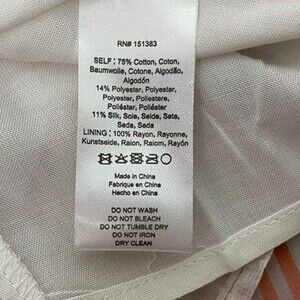 RN# 151383
SELF: 75% Cotton, Coton,
Baumwolle, Cotone, Algodão,
Algodón
14% Polyester, Polyester,
Polyester, Poliestere,
Poliéster, Poliéster
11% Silk, Soie, Seide, Seta,
Seda, Seda
LINING: 100% Rayon, Rayonne,
Kunstseide, Raion, Raiom, Rayón
Made in China
Fabriqué en Chine
Hecho en China
DO NOT WASH
DO NOT BLEACH
DO NOT TUMBLE DRY
DO NOT IRON
DRY CLEAN